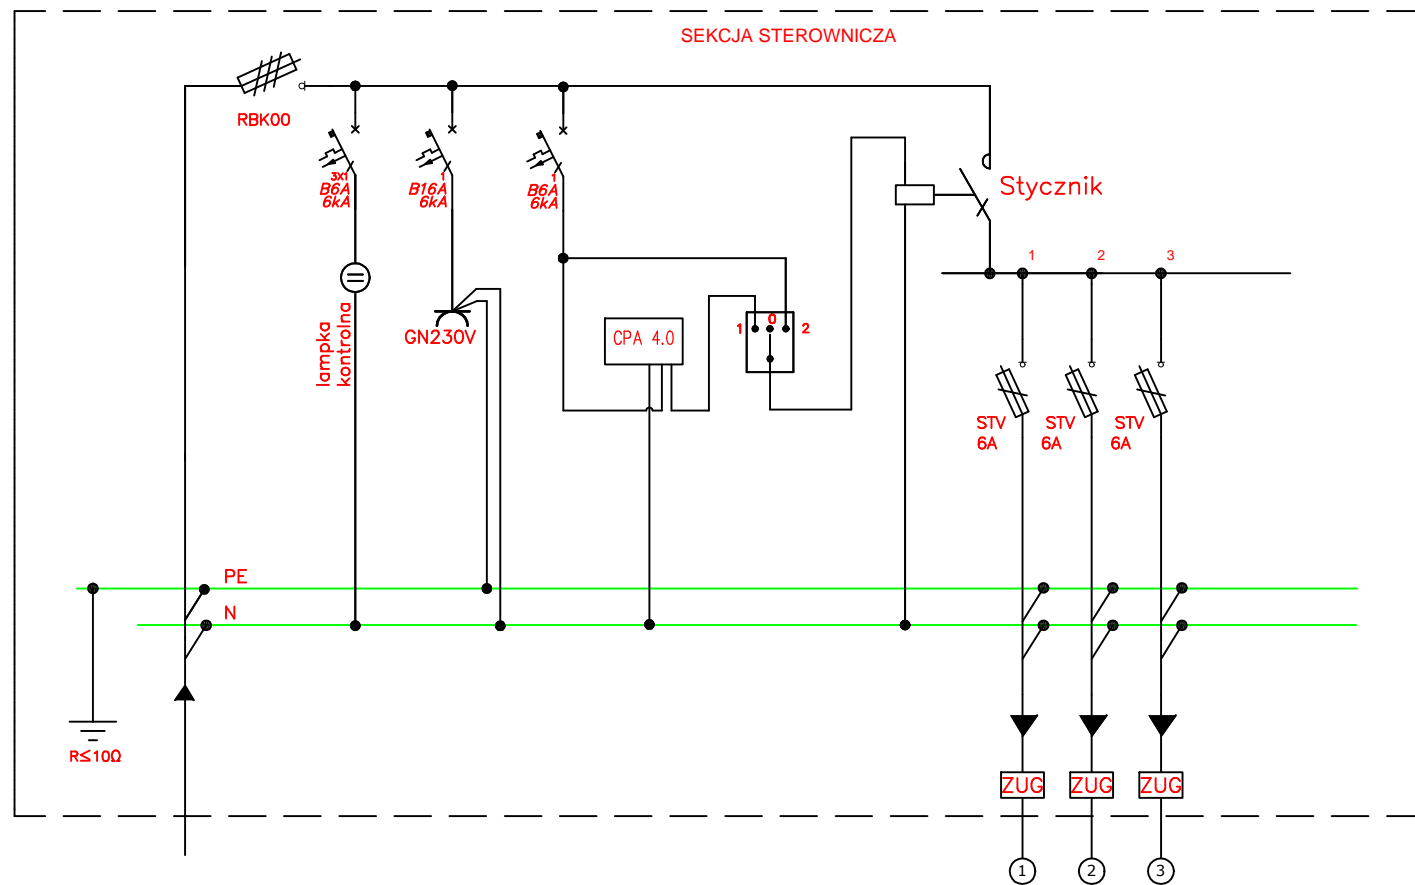 SEKCJA STEROWNICZA
RBK00
3X1
B6A
6kA
1
B16A
6kA
1
B6A
6kA
Stycznik
1
2
3
lampka
kontrolna
GN230V
CPA 4.0
1
0
2
STV
6A
STV
6A
STV
6A
PE
N
R≤10Ω
ZUG
ZUG
ZUG
1
2
3